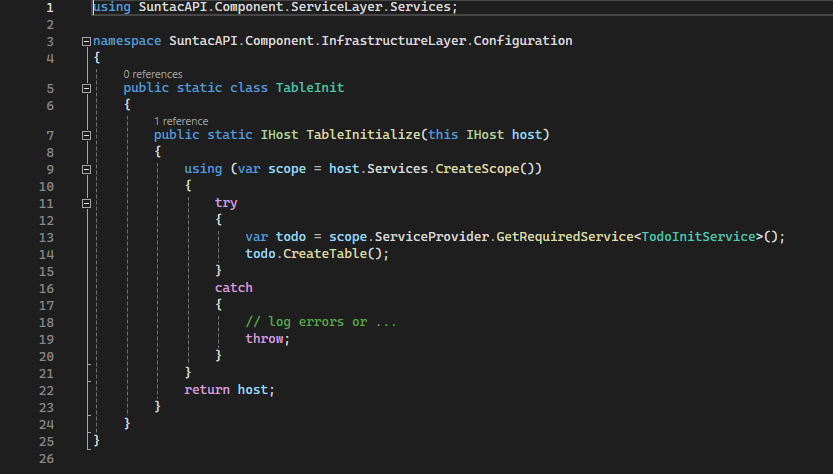 1 using SuntacAPI.Component.ServiceLayer.Services;
2
3 namespace SuntacAPI.Component.InfrastructureLayer.Configuration
4 {
0 references
5 public static class TableInit
6 {
1 reference
7 public static IHost TableInitialize(this IHost host)
8 {
9 using (var scope = host.Services.CreateScope())
10 {
11 try
12 {
13 var todo = scope.ServiceProvider.GetRequiredService<TodoInitService>();
14 todo.CreateTable();
15 }
16 catch
17 {
18 // log errors or ...
19 throw;
20 }
21 }
22 return host;
23 }
24 }
25 }
26